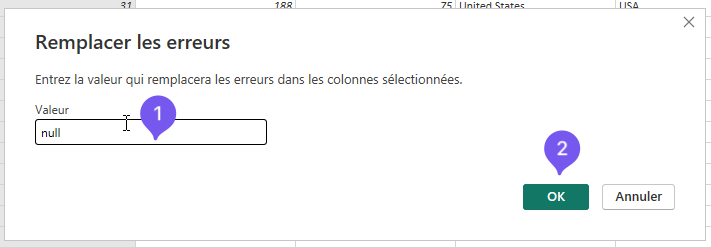 31 188 75 United States USA
Remplacer les erreurs
Entrez la valeur qui remplacera les erreurs dans les colonnes sélectionnées.
Valeur
1
null
2
OK Annuler